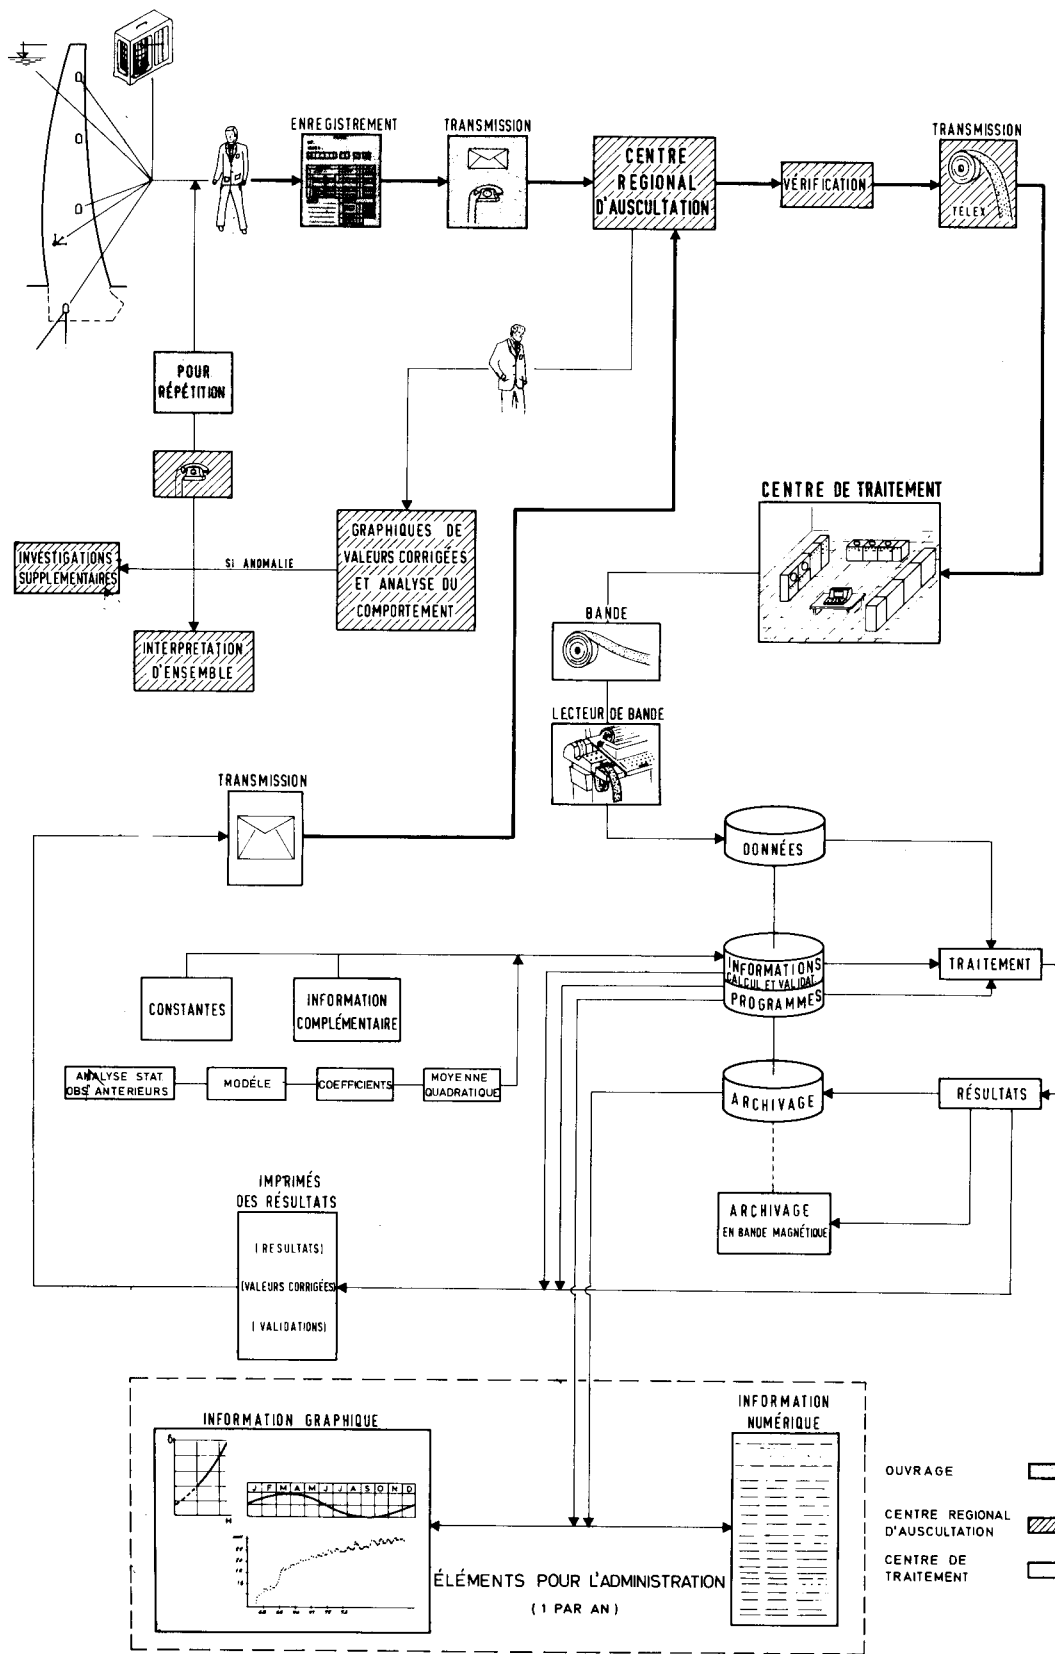 ENREGISTREMENT
TRANSMISSION
CENTRE
REGIONAL
D'AUSCULTATION
VÉRIFICATION
TRANSMISSION
TELEX
POUR
RÉPÉTITION
CENTRE DE TRAITEMENT
GRAPHIQUES DE
VALEURS CORRIGÉES
ET ANALYSE DU
COMPORTEMENT
SI ANOMALIE
INVESTIGATIONS
SUPPLEMENTAIRES
INTERPRETATION
D'ENSEMBLE
BANDE
LECTEUR DE BANDE
TRANSMISSION
DONNÉES
INFORMATIONS
CALCUL ET VALIDAT.
PROGRAMMES
TRAITEMENT
CONSTANTES
INFORMATION
COMPLÉMENTAIRE
ANALYSE STAT.
OBS. ANTERIEURS
MODÉLE
COEFFICIENTS
MOYENNE
QUADRATIQUE
ARCHIVAGE
RÉSULTATS
ARCHIVAGE
EN BANDE MAGNÉTIQUE
IMPRIMÉS
DES RÉSULTATS
( RESULTATS)
(VALEURS CORRIGÉES)
( VALIDATIONS)
INFORMATION GRAPHIQUE
INFORMATION
NUMÉRIQUE
J F M A M J J A S O N D
H
ÉLÉMENTS POUR L'ADMINISTRATION
( 1 PAR AN )
OUVRAGE
CENTRE REGIONAL
D'AUSCULTATION
CENTRE DE
TRAITEMENT